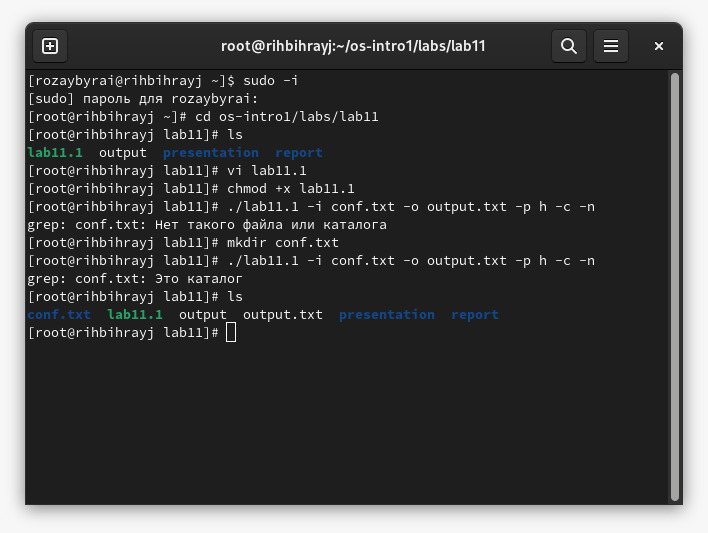 root@rihbihrayj:~/os-intro1/labs/lab11
[rozaybyrai@rihbihrayj ~]$ sudo -i
[sudo] пароль для rozaybyrai:
[root@rihbihrayj ~]# cd os-intro1/labs/lab11
[root@rihbihrayj lab11]# ls
lab11.1  output  presentation  report
[root@rihbihrayj lab11]# vi lab11.1
[root@rihbihrayj lab11]# chmod +x lab11.1
[root@rihbihrayj lab11]# ./lab11.1 -i conf.txt -o output.txt -p h -c -n
grep: conf.txt: Нет такого файла или каталога
[root@rihbihrayj lab11]# mkdir conf.txt
[root@rihbihrayj lab11]# ./lab11.1 -i conf.txt -o output.txt -p h -c -n
grep: conf.txt: Это каталог
[root@rihbihrayj lab11]# ls
conf.txt  lab11.1  output  output.txt  presentation  report
[root@rihbihrayj lab11]#